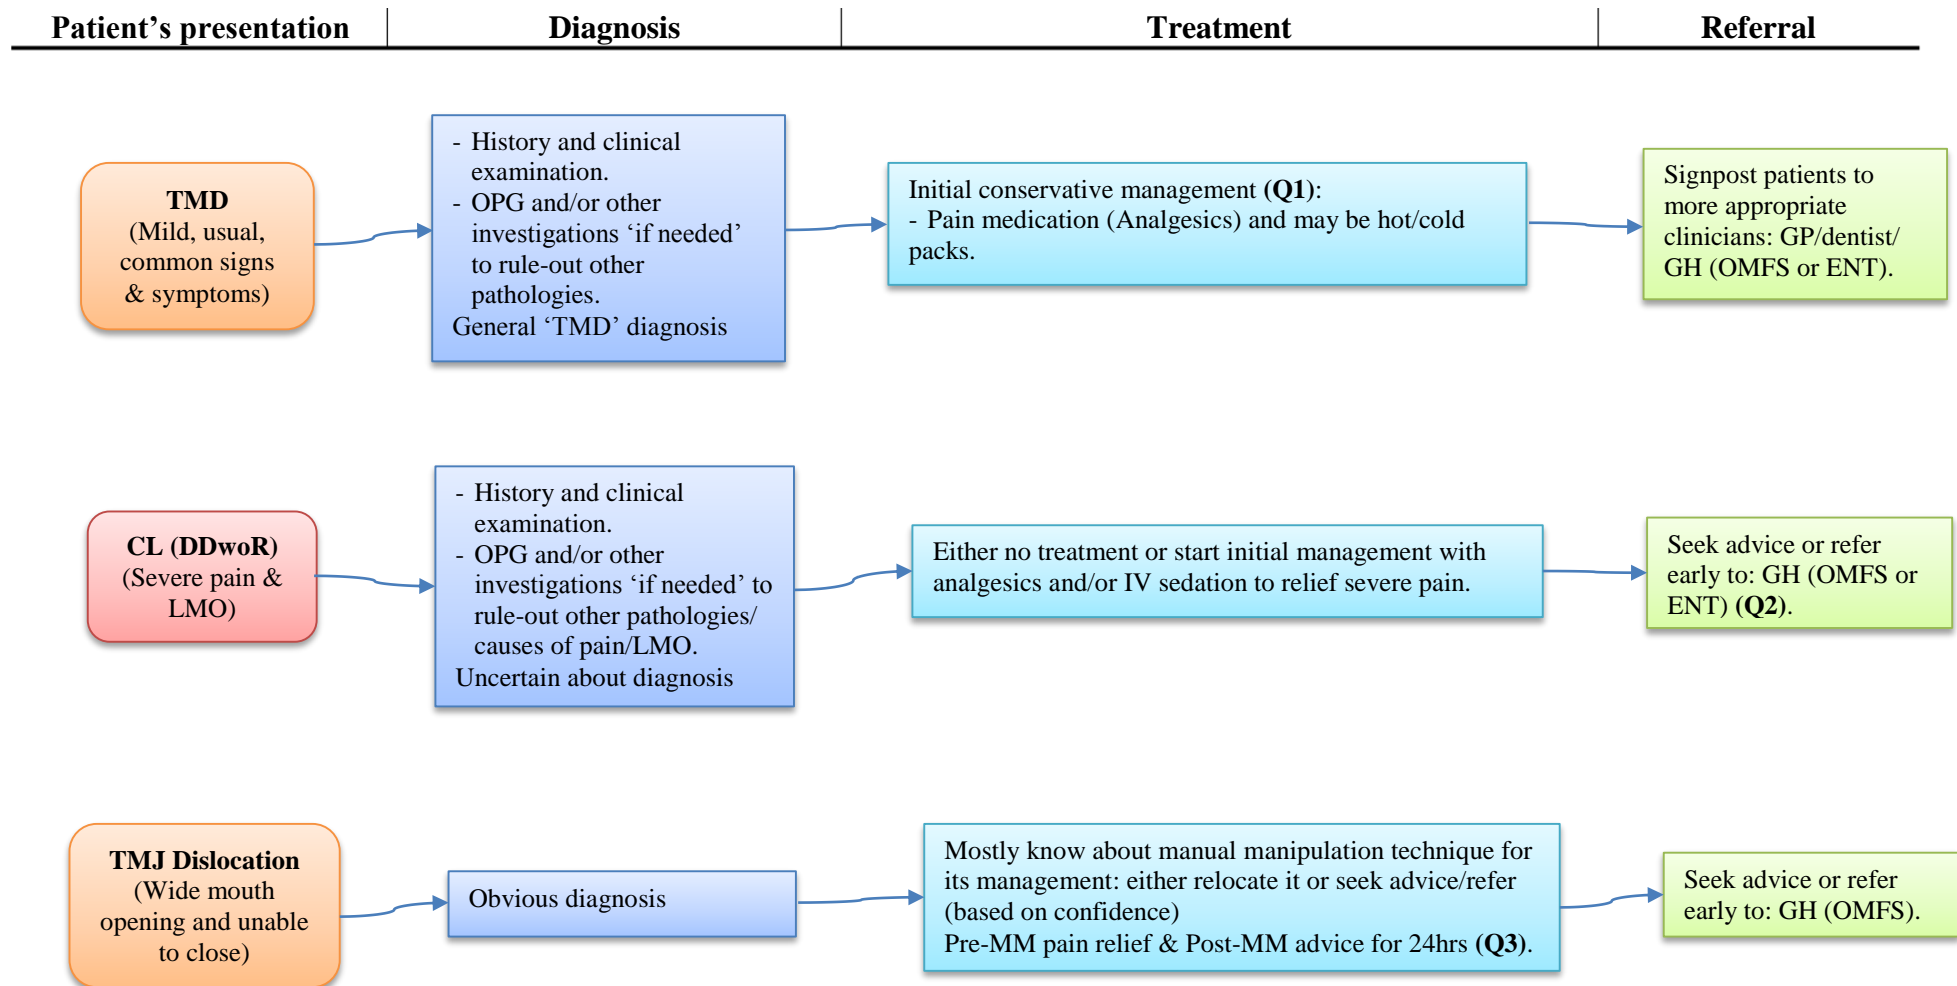 Patient's presentation
Diagnosis
Treatment
Referral
TMD
(Mild, usual,
common signs
& symptoms)
- History and clinical
examination.
- OPG and/or other
investigations ‘if needed’
to rule-out other
pathologies.
General ‘TMD’ diagnosis
Initial conservative management (Q1):
- Pain medication (Analgesics) and may be hot/cold
packs.
Signpost patients to
more appropriate
clinicians: GP/dentist/
GH (OMFS or ENT).
CL (DDwoR)
(Severe pain &
LMO)
- History and clinical
examination.
- OPG and/or other
investigations ‘if needed’ to
rule-out other pathologies/
causes of pain/LMO.
Uncertain about diagnosis
Either no treatment or start initial management with
analgesics and/or IV sedation to relief severe pain.
Seek advice or refer
early to: GH (OMFS or
ENT) (Q2).
TMJ Dislocation
(Wide mouth
opening and unable
to close)
Obvious diagnosis
Mostly know about manual manipulation technique for
its management: either relocate it or seek advice/refer
(based on confidence)
Pre-MM pain relief & Post-MM advice for 24hrs (Q3).
Seek advice or refer
early to: GH (OMFS).